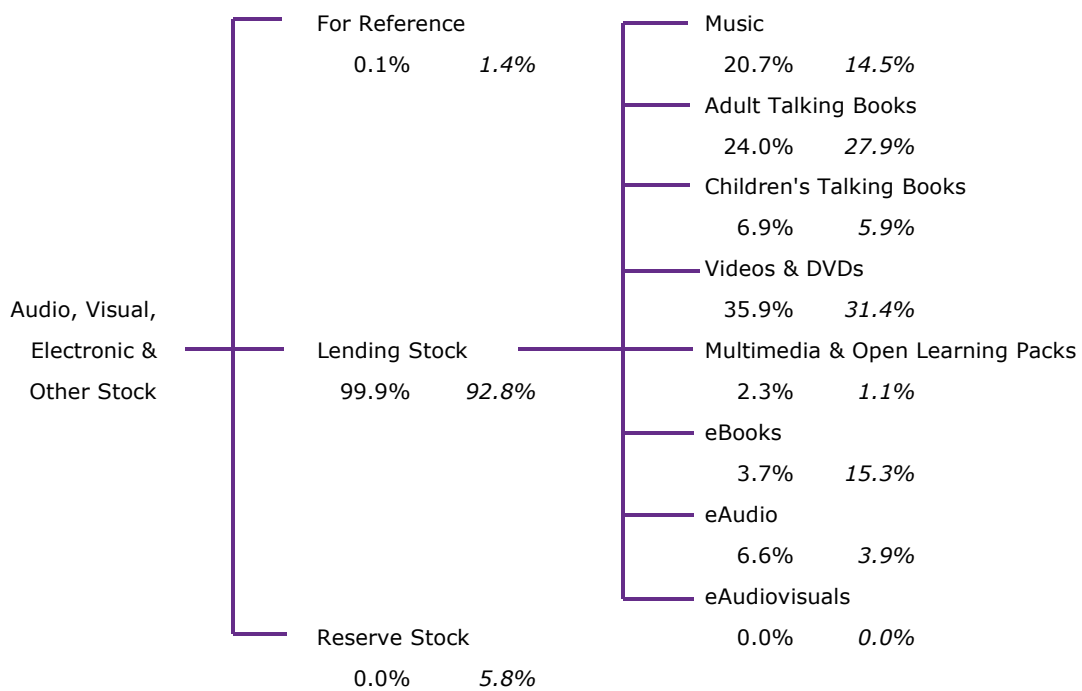 For Reference
0.1% 1.4%
Music
20.7% 14.5%
Adult Talking Books
24.0% 27.9%
Children's Talking Books
6.9% 5.9%
Videos & DVDs
35.9% 31.4%
Audio, Visual,
Electronic &
Other Stock
Lending Stock
99.9% 92.8%
Multimedia & Open Learning Packs
2.3% 1.1%
eBooks
3.7% 15.3%
eAudio
6.6% 3.9%
eAudiovisuals
0.0% 0.0%
Reserve Stock
0.0% 5.8%